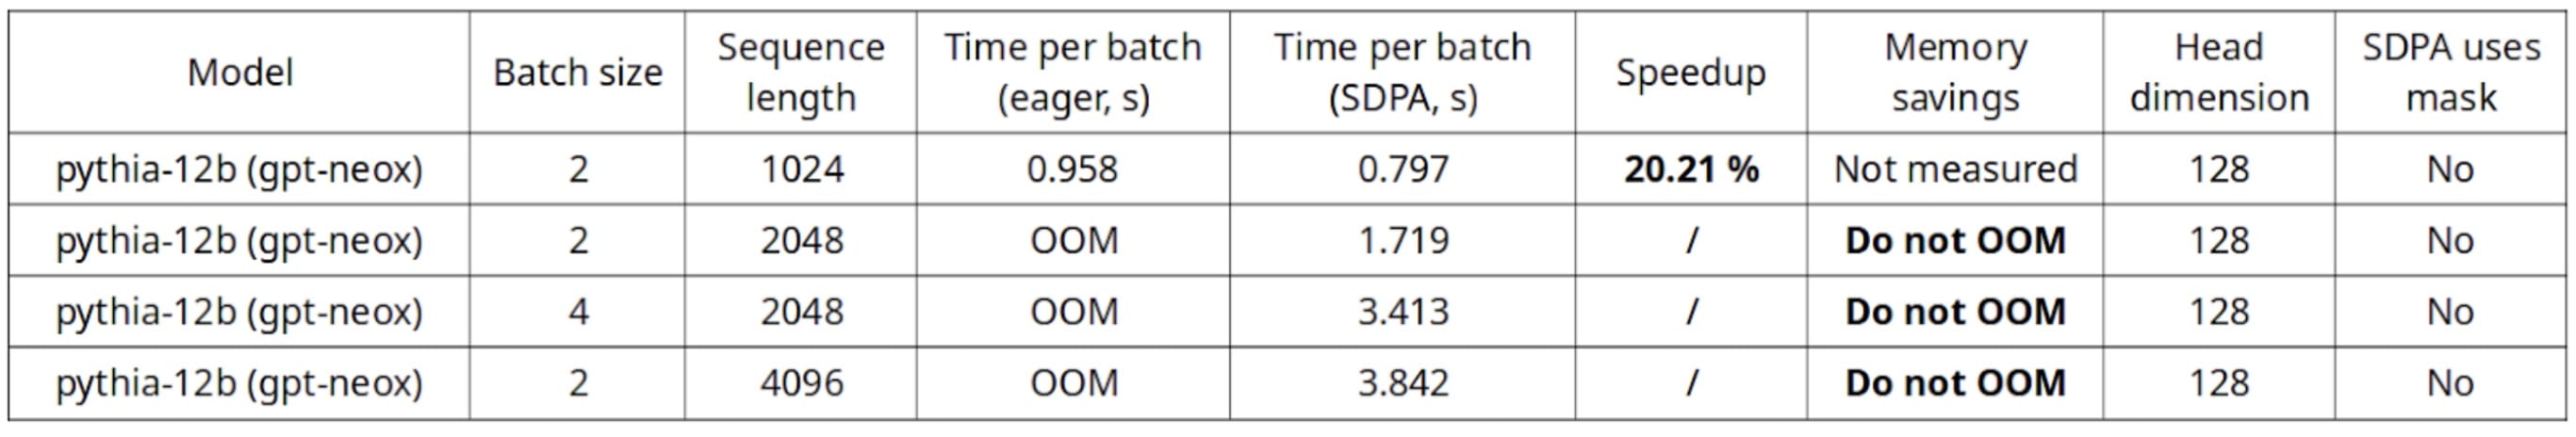 Model Batch size Sequence length Time per batch (eager, s) Time per batch (SDPA, s) Speedup Memory savings Head dimension SDPA uses mask
pythia-12b (gpt-neox) 2 1024 0.958 0.797 20.21 % Not measured 128 No
pythia-12b (gpt-neox) 2 2048 OOM 1.719 / Do not OOM 128 No
pythia-12b (gpt-neox) 4 2048 OOM 3.413 / Do not OOM 128 No
pythia-12b (gpt-neox) 2 4096 OOM 3.842 / Do not OOM 128 No